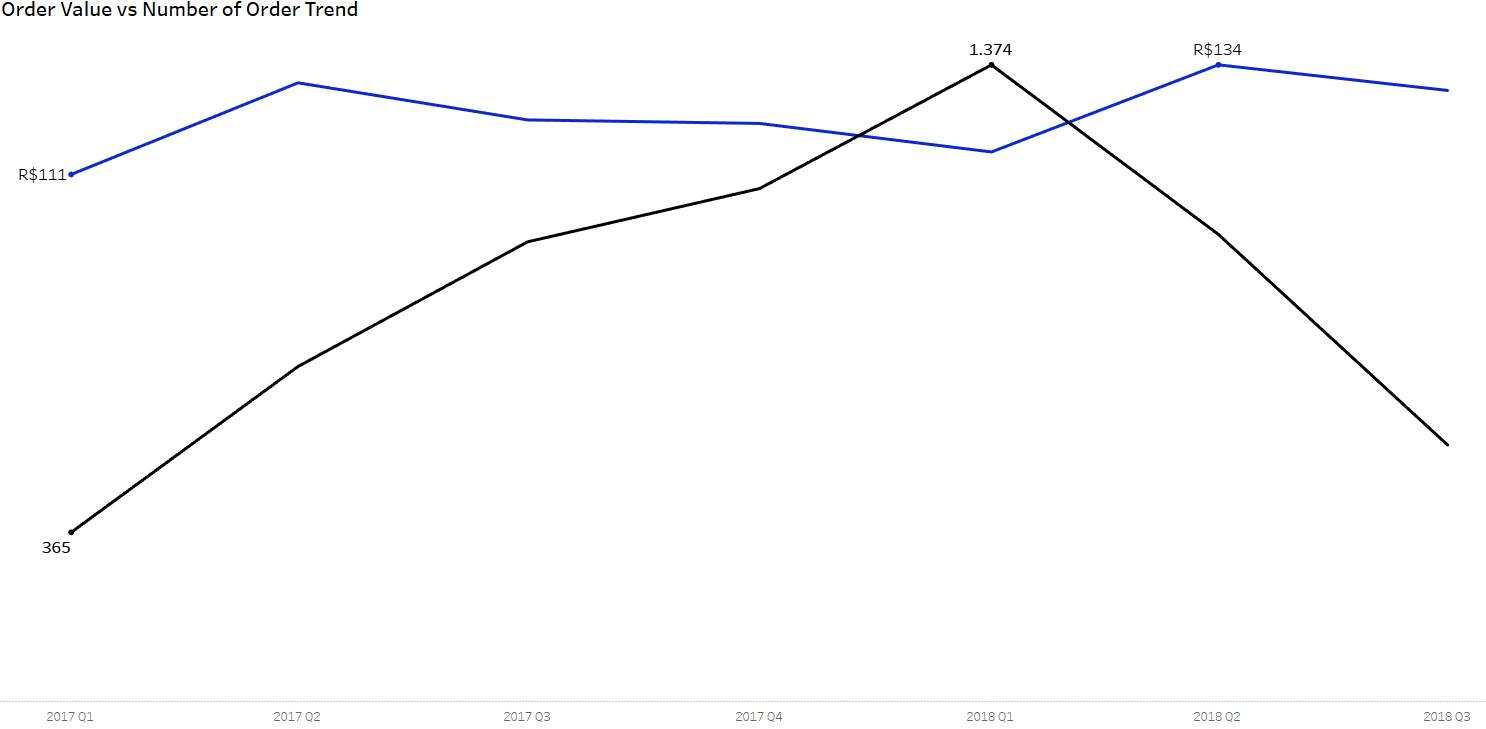 Order Value vs Number of Order Trend
1.374
R$134
R$111
365
2017 Q1
2017 Q2
2017 Q3
2017 Q4
2018 Q1
2018 Q2
2018 Q3